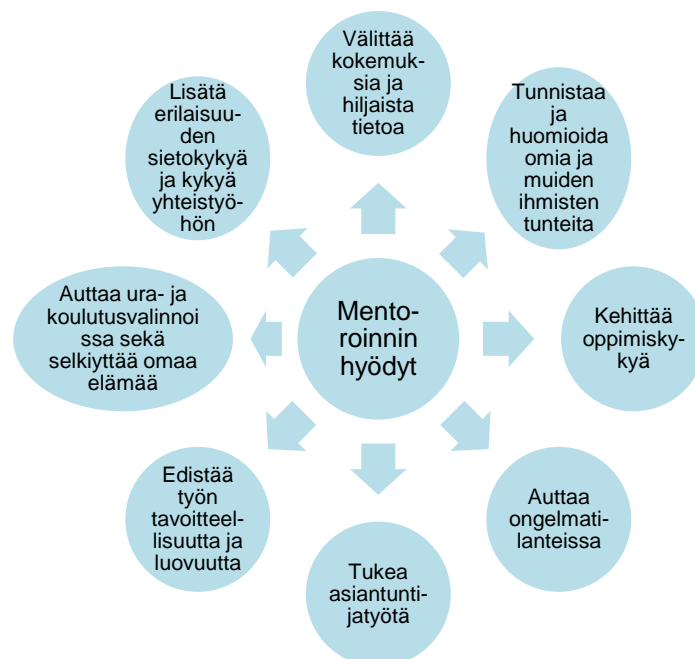 Välittää
kokemuk-
sia ja
hiljaista
tietoa
Tunnistaa
ja
huomioida
omia ja
muiden
ihmisten
tunteita
Kehittää
oppimisky-
kyä
Auttaa
ongelmati-
lanteissa
Tukea
asiantunti-
jatyötä
Edistää
työn
tavoitteel-
lisuutta ja
luovuutta
Auttaa ura- ja
koulutusvalinnoi
ssa sekä
selkiyttää omaa
elämää
Lisätä
erilaisuu-
den
sietokykyä
ja kykyä
yhteistyö-
hön
Mento-
roinnin
hyödyt